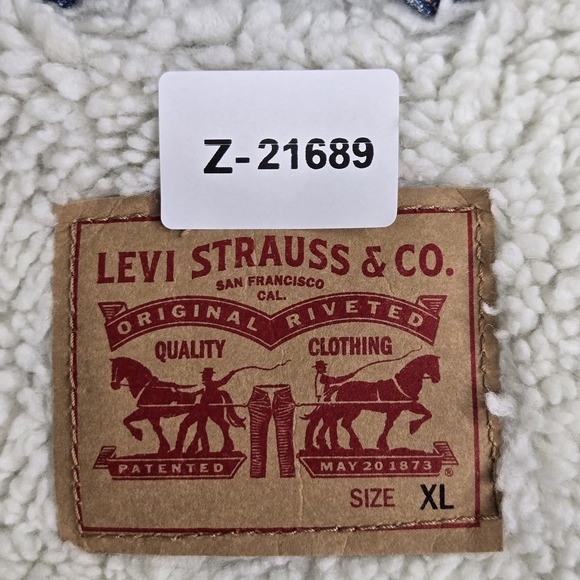 Z-21689
LEVI STRAUSS & CO.
SAN FRANCISCO
CAL.
ORIGINAL RIVETED
QUALITY CLOTHING
PATENTED MAY 20 1873 ®
SIZE XL